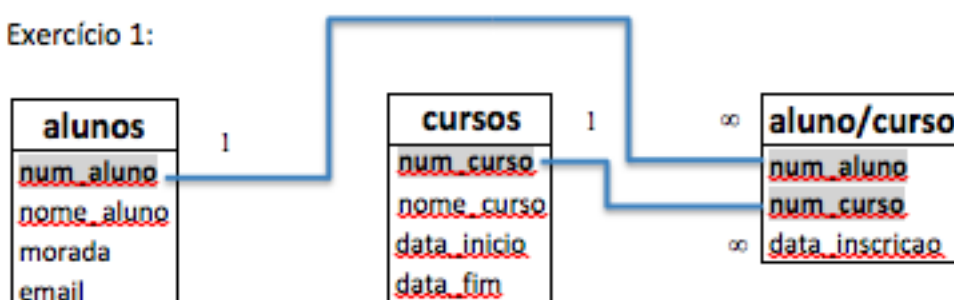 Exercício 1:
alunos
1
num_aluno
nome_aluno
morada
email
cursos
1
num_curso
nome_curso
data_inicio
data_fim
∞
aluno/curso
num_aluno
num_curso
∞
data_inscricao